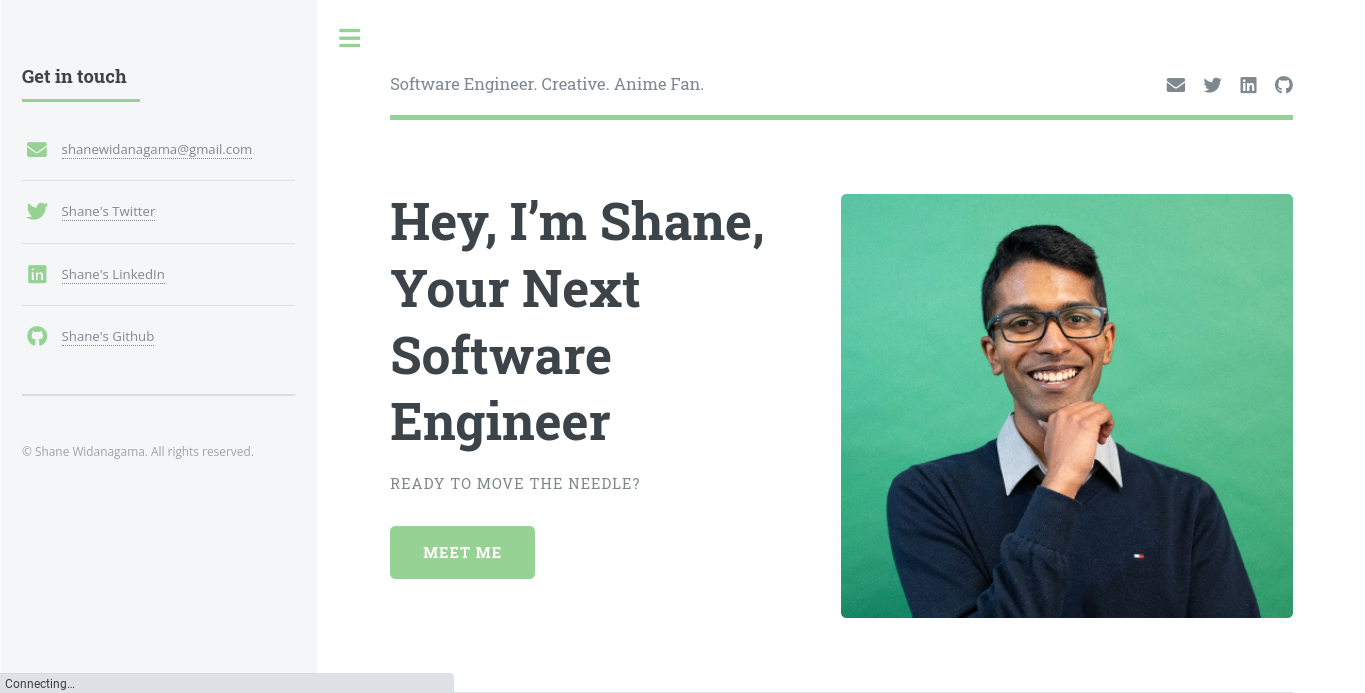 Get in touch
shanewidanagama@gmail.com
Shane's Twitter
Shane's LinkedIn
Shane's Github
© Shane Widanagama. All rights reserved.
Software Engineer. Creative. Anime Fan.
Hey, I’m Shane,
Your Next
Software
Engineer
READY TO MOVE THE NEEDLE?
MEET ME
Connecting…